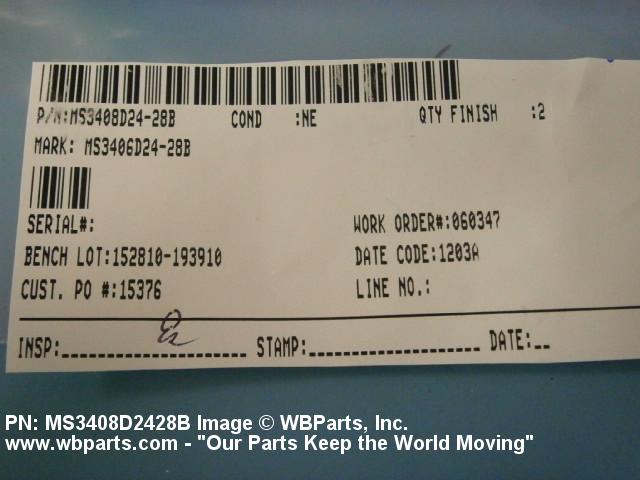 P/N:MS3408D24-28B COND :NE QTY FINISH :2
MARK: MS3406D24-28B
SERIAL#: WORK ORDER#:060347
BENCH LOT:152810-193910 DATE CODE:1203A
CUST. PO #:15376 LINE NO.:
INSP:____________________ STAMP:____________________ DATE:__
PN: MS3408D2428B Image © WBParts, Inc.
www.wbparts.com - "Our Parts Keep the World Moving"